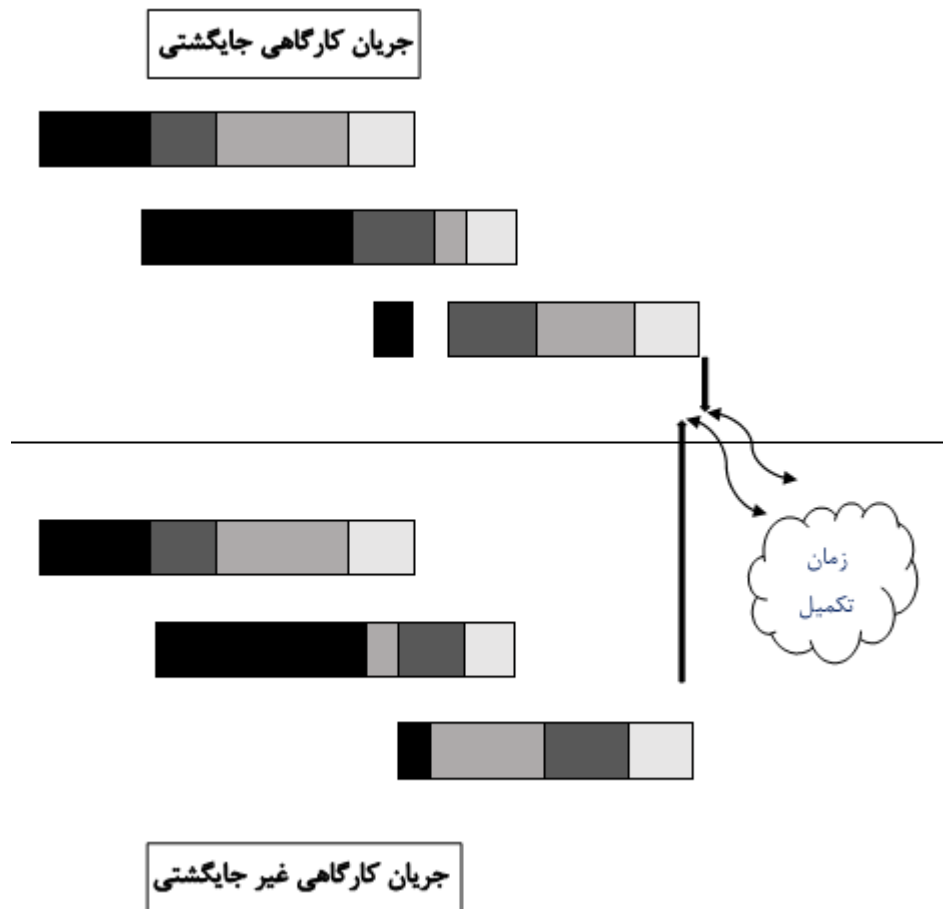 جریان کارگاهی جایگشتی
زمان
تکمیل
جریان کارگاهی غیر جایگشتی